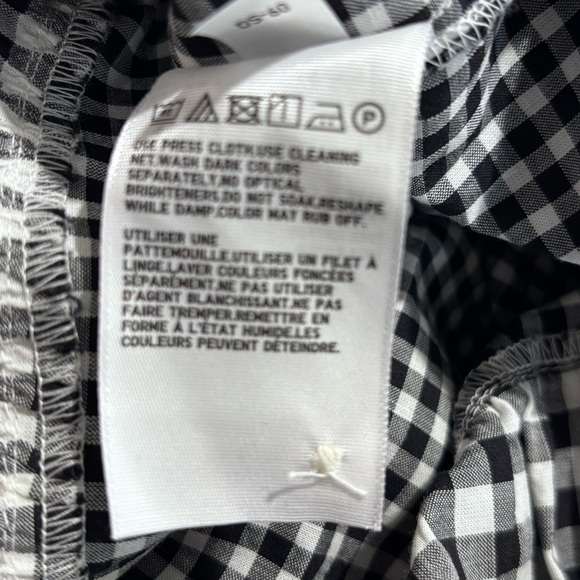 09-SO
P
USE PRESS CLOTH.USE CLEANING
NET.WASH DARK COLORS
SEPARATELY.NO OPTICAL
BRIGHTENERS.DO NOT SOAK.RESHAPE
WHILE DAMP.COLOR MAY RUB OFF.
UTILISER UNE
PATTEMOUILLE.UTILISER UN FILET À
LINGE.LAVER COULEURS FONCÉES
SÉPARÉMENT.NE PAS UTILISER
D'AGENT BLANCHISSANT.NE PAS
FAIRE TREMPER.REMETTRE EN
FORME À L'ÉTAT HUMIDE.LES
COULEURS PEUVENT DÉTEINDRE.